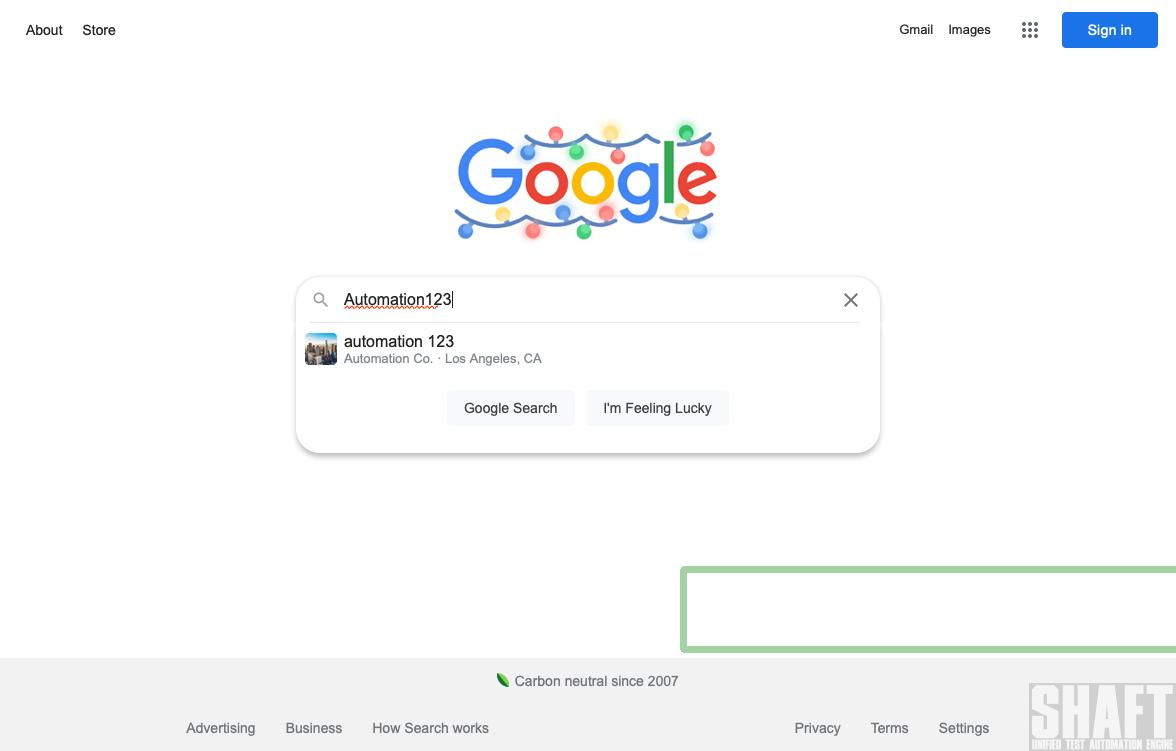 About Store
Gmail Images
Sign in
Google
Automation123
automation 123
Automation Co. · Los Angeles, CA
Google Search
I'm Feeling Lucky
Carbon neutral since 2007
Advertising Business How Search works
Privacy Terms Settings
SHAFT
UNIFIED TEST AUTOMATION ENGINE